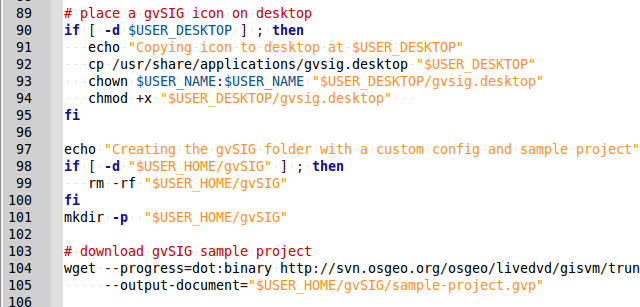 89 # place a gvSIG icon on desktop
90 if [ -d $USER_DESKTOP ] ; then
91    echo "Copying icon to desktop at $USER_DESKTOP"
92    cp /usr/share/applications/gvsig.desktop "$USER_DESKTOP"
93    chown $USER_NAME:$USER_NAME "$USER_DESKTOP/gvsig.desktop"
94    chmod +x "$USER_DESKTOP/gvsig.desktop"
95 fi
96
97 echo "Creating the gvSIG folder with a custom config and sample project"
98 if [ -d "$USER_HOME/gvSIG" ] ; then
99    rm -rf "$USER_HOME/gvSIG"
100 fi
101 mkdir -p  "$USER_HOME/gvSIG"
102
103 # download gvSIG sample project
104 wget --progress=dot:binary http://svn.osgeo.org/osgeo/livedvd/gisvm/trun
105      --output-document="$USER_HOME/gvSIG/sample-project.gvp"
106